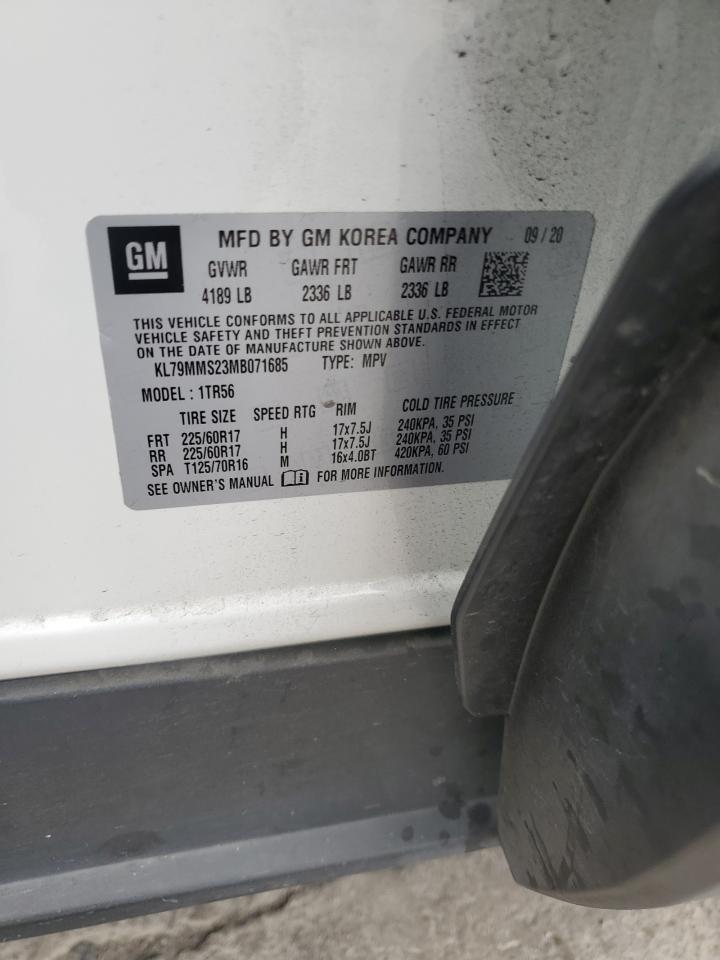 GM
MFD BY GM KOREA COMPANY 09/20
GVWR GAWR FRT GAWR RR
4189 LB 2336 LB 2336 LB
THIS VEHICLE CONFORMS TO ALL APPLICABLE U.S. FEDERAL MOTOR
VEHICLE SAFETY AND THEFT PREVENTION STANDARDS IN EFFECT
ON THE DATE OF MANUFACTURE SHOWN ABOVE.
KL79MMS23MB071685 TYPE: MPV
MODEL : 1TR56
TIRE SIZE SPEED RTG RIM COLD TIRE PRESSURE
FRT 225/60R17 H 17x7.5J 240KPA, 35 PSI
RR 225/60R17 H 17x7.5J 240KPA, 35 PSI
SPA T125/70R16 M 16x4.0BT 420KPA, 60 PSI
SEE OWNER'S MANUAL FOR MORE INFORMATION.